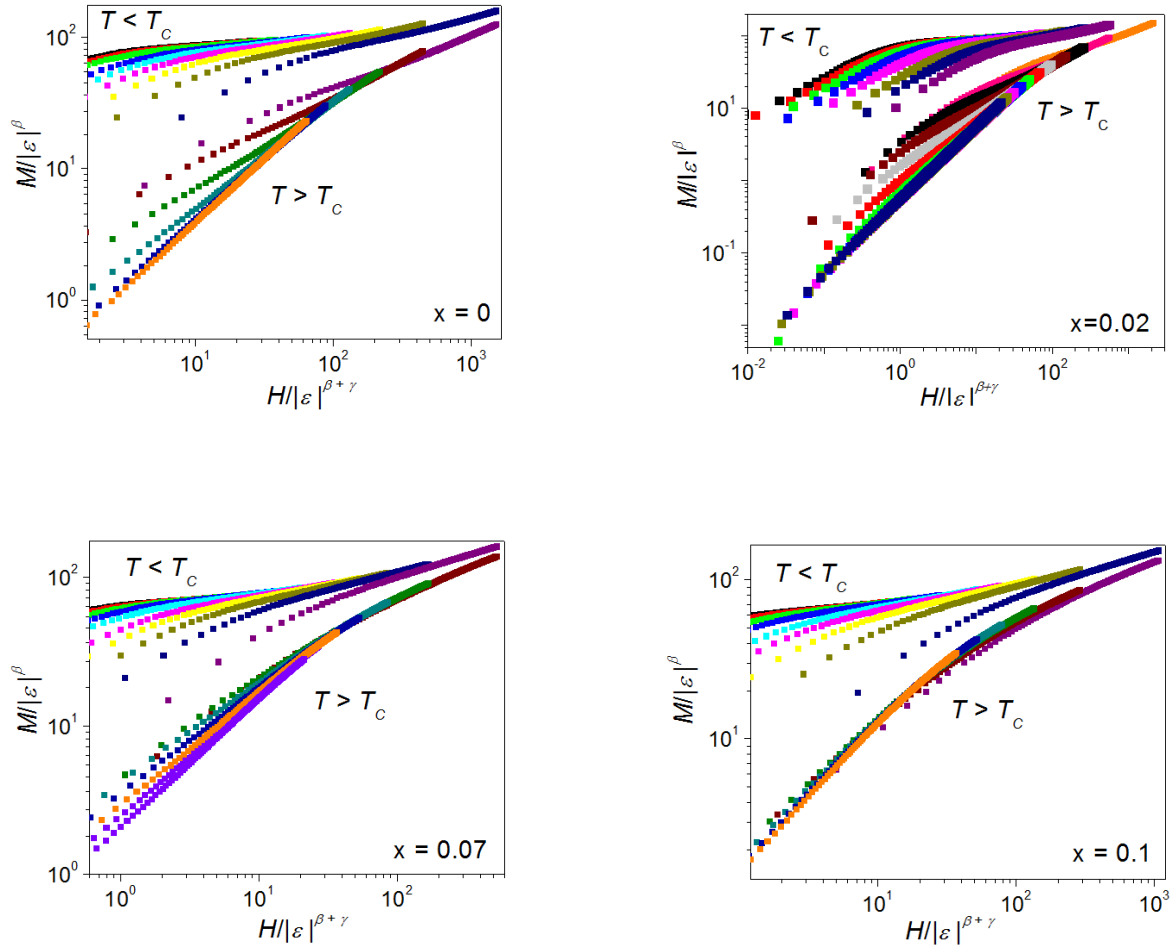 T < T_C
T > T_C
x = 0
M/|ε|^β
10^2
10^1
10^0
10^1
10^2
10^3
H/|ε|^{β + γ}
T < T_C
T > T_C
x=0.02
M/|ε|^β
10^1
10^-1
10^-2
10^0
10^2
H/|ε|^{β+γ}
T < T_C
T > T_C
x = 0.07
M/|ε|^β
10^2
10^1
10^0
10^0
10^1
10^2
H/|ε|^{β + γ}
T < T_C
T > T_C
x = 0.1
M/|ε|^β
10^2
10^1
10^1
10^2
10^3
H/|ε|^{β + γ}